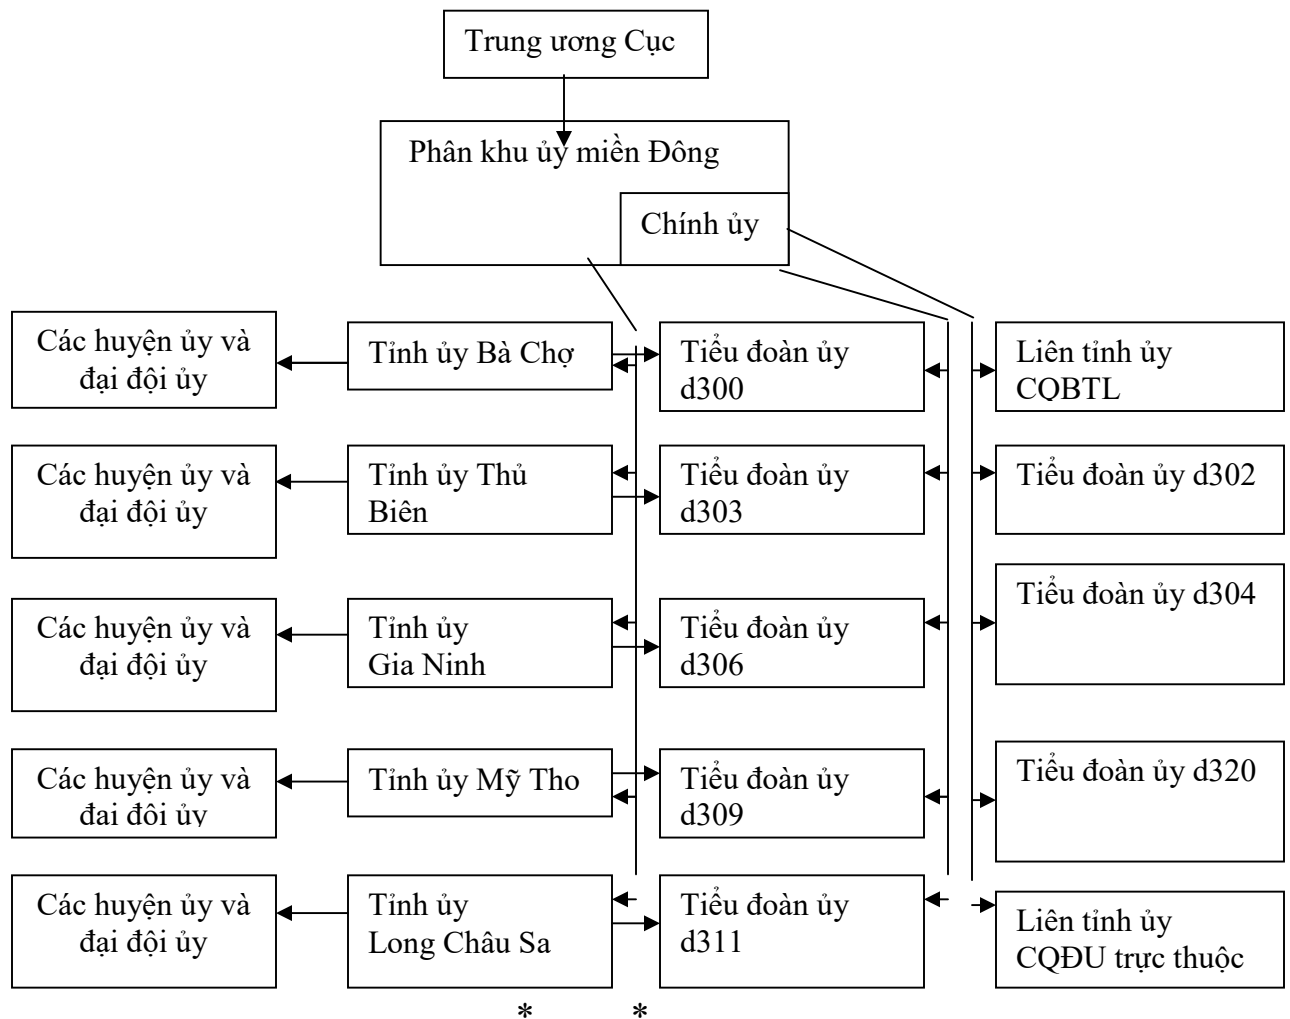 Trung ương Cục
Phân khu ủy miền Đông
Chính ủy
Các huyện ủy và
đại đội ủy
Tỉnh ủy Bà Chợ
Tiểu đoàn ủy
d300
Liên tỉnh ủy
CQBTL
Các huyện ủy và
đại đội ủy
Tỉnh ủy Thủ
Biên
Tiểu đoàn ủy
d303
Tiểu đoàn ủy d302
Các huyện ủy và
đại đội ủy
Tỉnh ủy
Gia Ninh
Tiểu đoàn ủy
d306
Tiểu đoàn ủy d304
Các huyện ủy và
đại đội ủy
Tỉnh ủy Mỹ Tho
Tiểu đoàn ủy
d309
Tiểu đoàn ủy d320
Các huyện ủy và
đại đội ủy
Tỉnh ủy
Long Châu Sa
Tiểu đoàn ủy
d311
Liên tỉnh ủy
CQĐU trực thuộc
* *